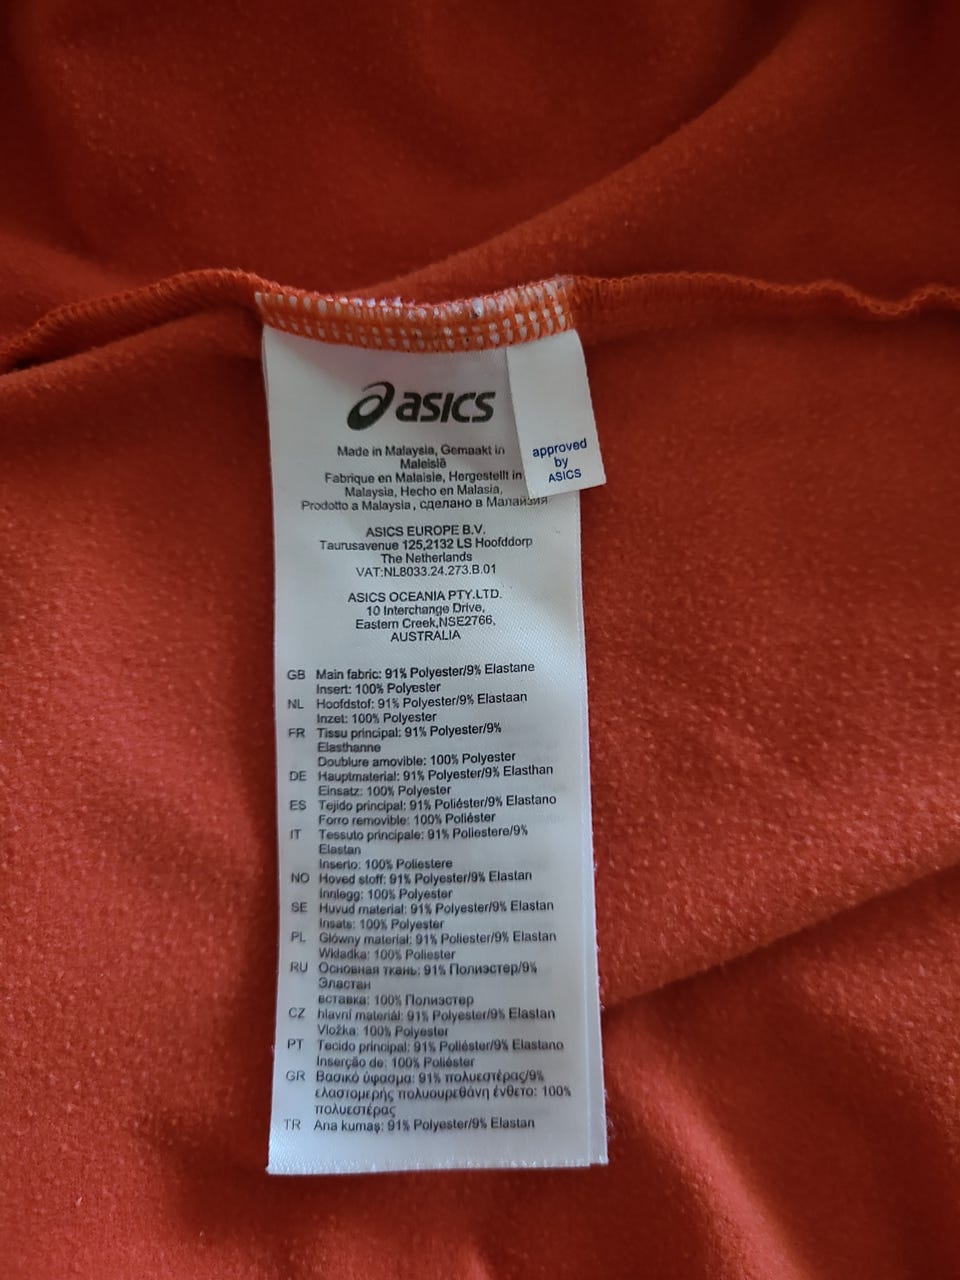 asics
Made in Malaysia, Gemaakt in
Maleisië
Fabrique en Malaisie, Hergestellt in
Malaysia, Hecho en Malasia,
Prodotto a Malaysia, сделано в Малайзия
approved
by
ASICS
ASICS EUROPE B.V.
Taurusavenue 125,2132 LS Hoofddorp
The Netherlands
VAT:NL8033.24.273.B.01
ASICS OCEANIA PTY.LTD.
10 Interchange Drive,
Eastern Creek,NSE2766,
AUSTRALIA
GB Main fabric: 91% Polyester/9% Elastane
Insert: 100% Polyester
NL Hoofdstof: 91% Polyester/9% Elastaan
Inzet: 100% Polyester
FR Tissu principal: 91% Polyester/9%
Elasthanne
Doublure amovible: 100% Polyester
DE Hauptmaterial: 91% Polyester/9% Elasthan
Einsatz: 100% Polyester
ES Tejido principal: 91% Poliéster/9% Elastano
Forro removible: 100% Poliéster
IT Tessuto principale: 91% Poliestere/9%
Elastan
Inserto: 100% Poliestere
NO Hoved stoff: 91% Polyester/9% Elastan
Innlegg: 100% Polyester
SE Huvud material: 91% Polyester/9% Elastan
Insats: 100% Polyester
PL Główny materiał: 91% Poliester/9% Elastan
Wkładka: 100% Poliester
RU Основная ткань: 91% Полиэстер/9%
Эластан
вставка: 100% Полиэстер
CZ hlavní materiál: 91% Polyester/9% Elastan
Vložka: 100% Polyester
PT Tecido principal: 91% Poliéster/9% Elastano
Inserção de: 100% Poliéster
GR Βασικό ύφασμα: 91% πολυεστέρας/9%
ελαστομερής πολυουρεθάνη ένθετο: 100%
πολυεστέρας
TR Ana kumaş: 91% Polyester/9% Elastan